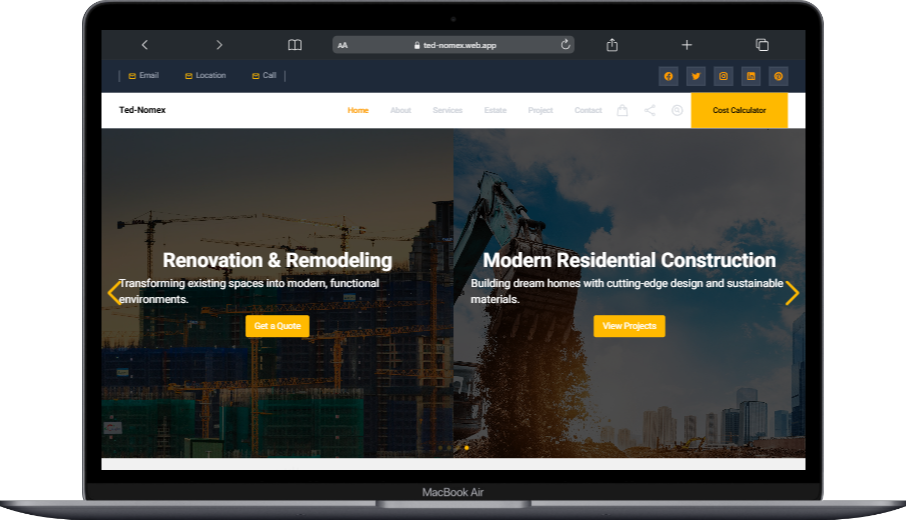 AA
ted-nomex.web.app
Email
Location
Call
Ted-Nomex
Home
About
Services
Estate
Project
Contact
Cost Calculator
Renovation & Remodeling
Transforming existing spaces into modern, functional
environments.
Get a Quote
Modern Residential Construction
Building dream homes with cutting-edge design and sustainable
materials.
View Projects
MacBook Air